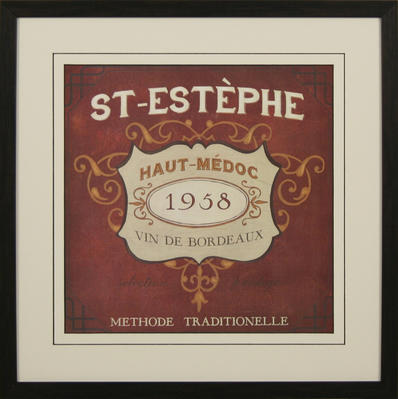 ST-ESTÈPHE
HAUT-MÉDOC
1958
VIN DE BORDEAUX
METHODE TRADITIONELLE